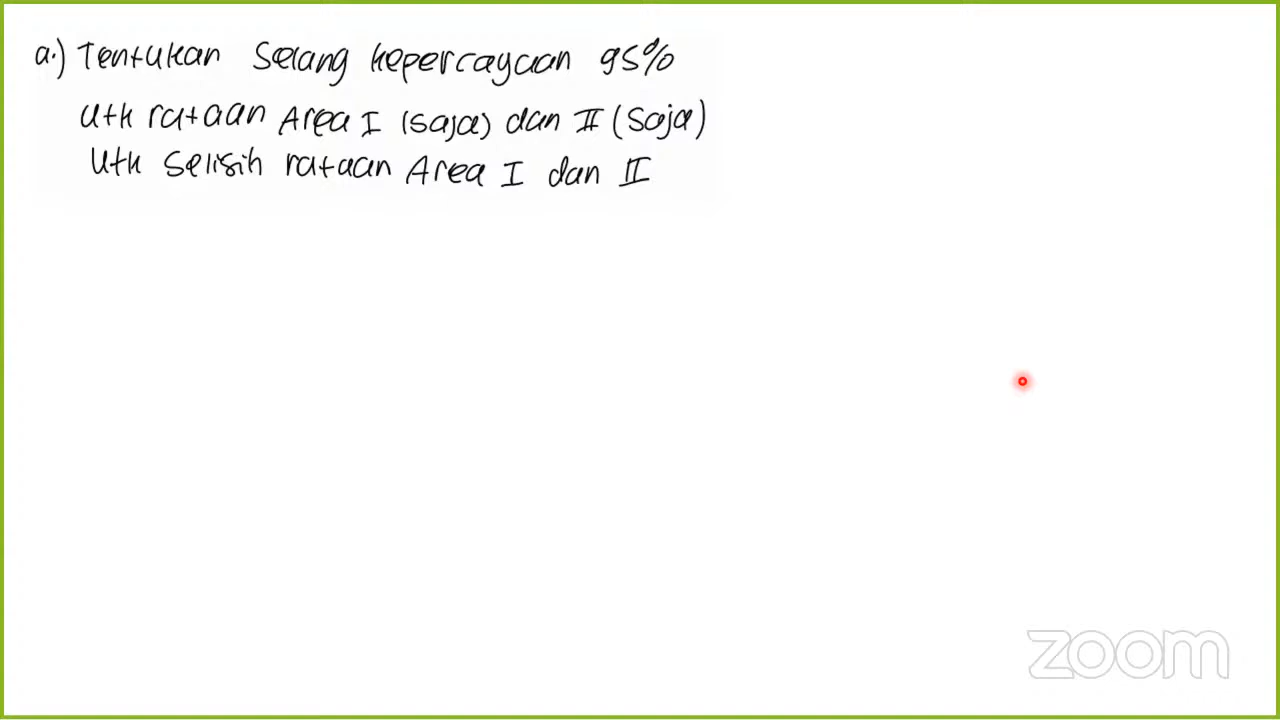 a.) Tentukan Selang kepercayaan 95%
utk rataan Area I (saja) dan II (saja)
utk Selisih rataan Area I dan II
zoom